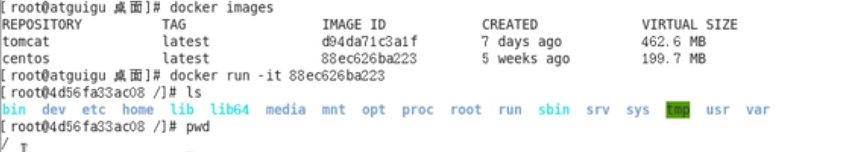 [root@atguigu 桌面]# docker images
REPOSITORY TAG IMAGE ID CREATED VIRTUAL SIZE
tomcat latest d94da71c3a1f 7 days ago 462.6 MB
centos latest 88ec626ba223 5 weeks ago 199.7 MB
[root@atguigu 桌面]# docker run -it 88ec626ba223
[root@4d56fa33ac08 /]# ls
bin dev etc home lib lib64 media mnt opt proc root run sbin srv sys tmp usr var
[root@4d56fa33ac08 /]# pwd
/